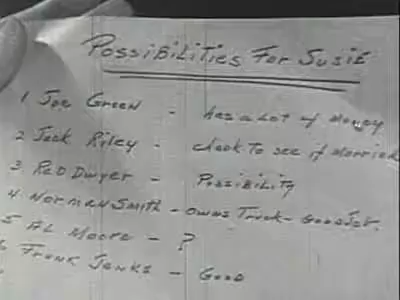 Possibilities For Susie
1 Joe Green - has a lot of money
2 Jack Riley - check to see if married
3 Red Dwyer - Possibility
4 Norman Smith - owns Truck - Good Job.
5 Al Moore - ?
6 Frank Jenks - Good